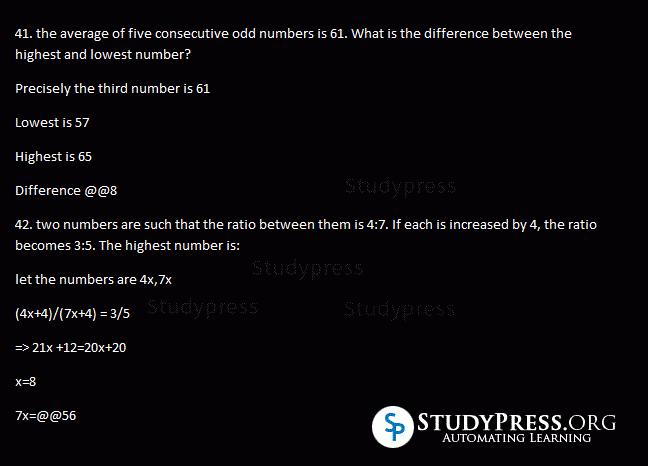 41. the average of five consecutive odd numbers is 61. What is the difference between the
highest and lowest number?
Precisely the third number is 61
Lowest is 57
Highest is 65
Difference @@8
Studypress
42. two numbers are such that the ratio between them is 4:7. If each is increased by 4, the ratio
becomes 3:5. The highest number is:
Studypress
let the numbers are 4x,7x
(4x+4)/(7x+4) = 3/5
Studypress
Studypress
=> 21x +12=20x+20
x=8
7x=@@56
SP
STUDYPRESS.ORG
AUTOMATING LEARNING